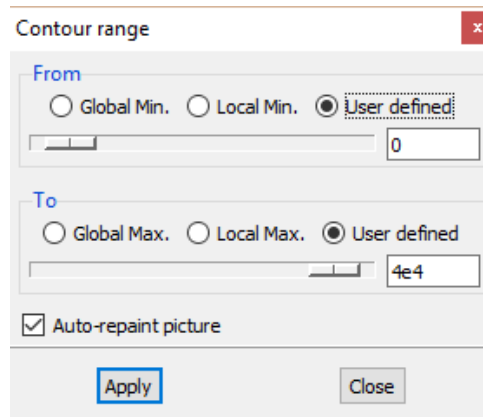 Contour range x
From
Global Min. Local Min. User defined
0
To
Global Max. Local Max. User defined
4e4
Auto-repaint picture
Apply Close